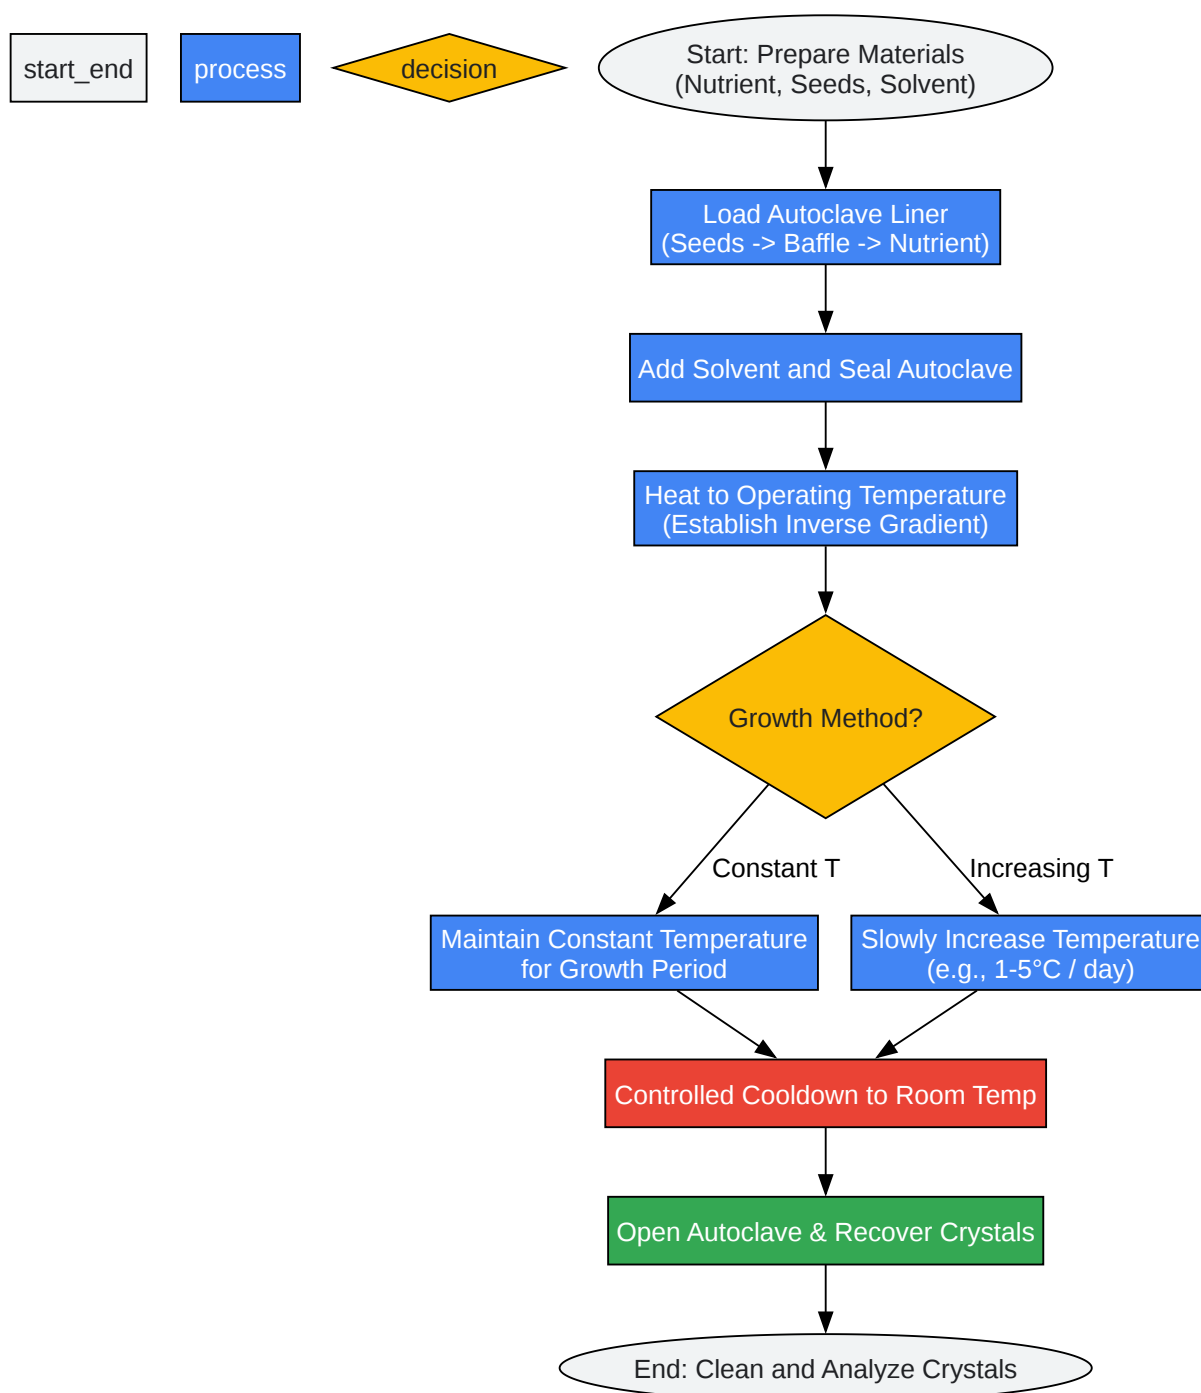 start_end
process
decision
Start: Prepare Materials
(Nutrient, Seeds, Solvent)
Load Autoclave Liner
(Seeds -> Baffle -> Nutrient)
Add Solvent and Seal Autoclave
Heat to Operating Temperature
(Establish Inverse Gradient)
Growth Method?
Constant T
Increasing T
Maintain Constant Temperature
for Growth Period
Slowly Increase Temperature
(e.g., 1-5°C / day)
Controlled Cooldown to Room Temp
Open Autoclave & Recover Crystals
End: Clean and Analyze Crystals